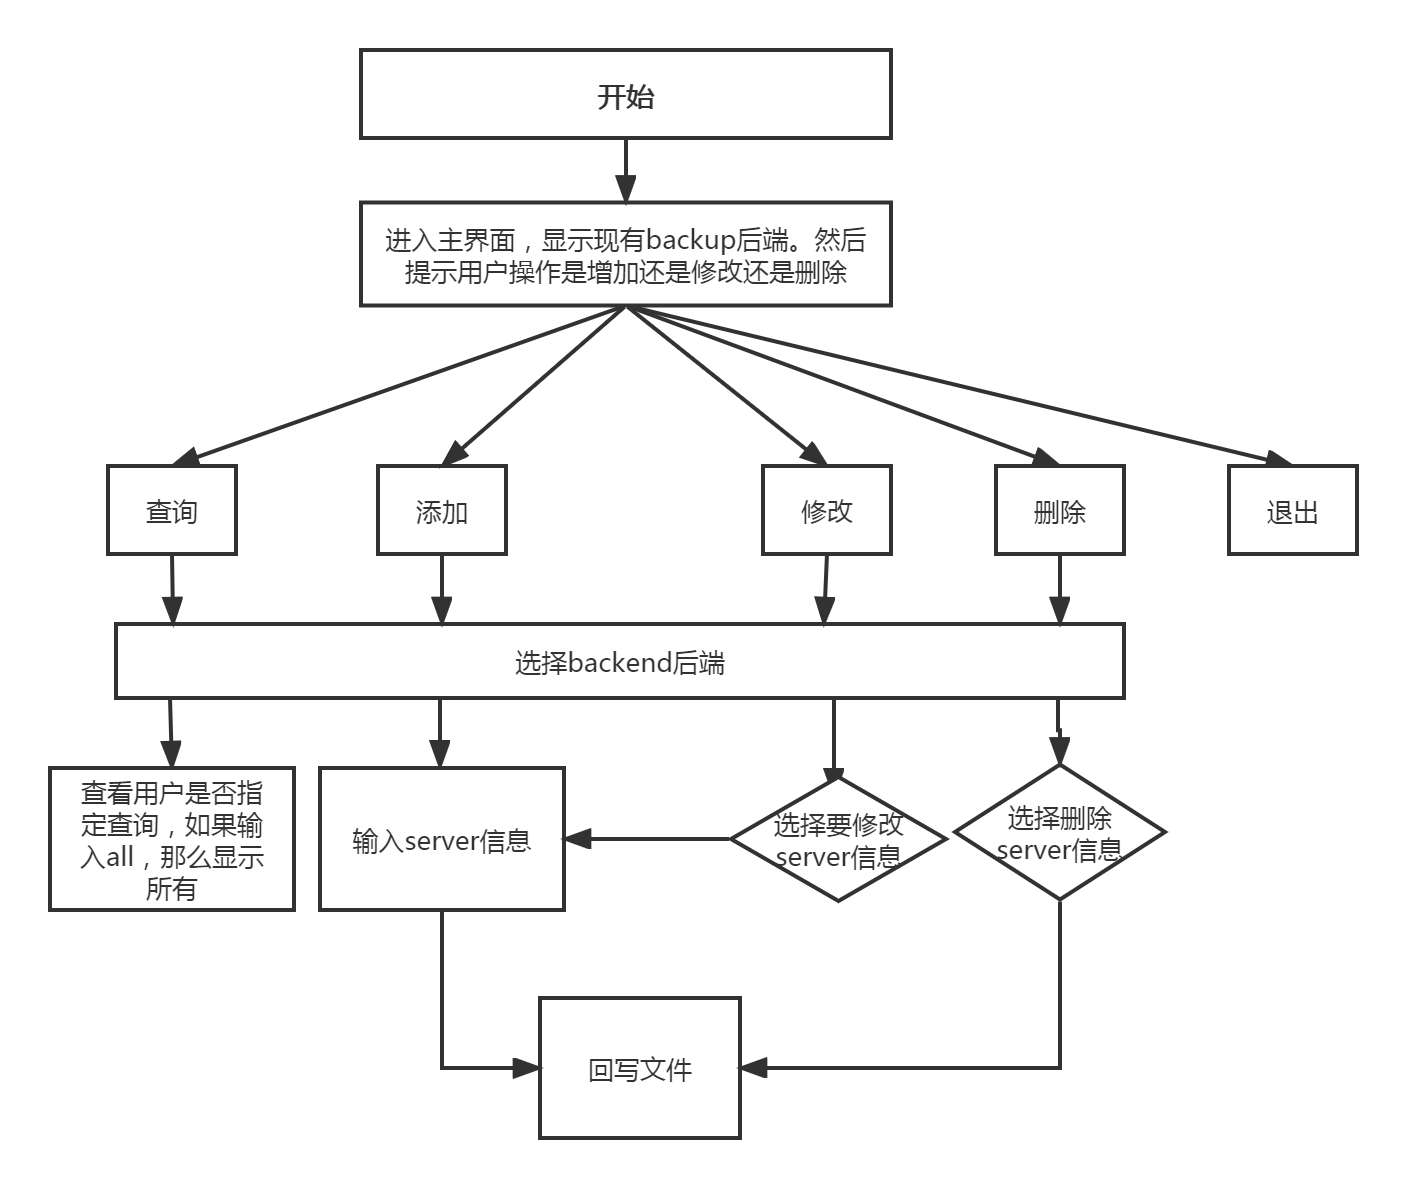 开始
进入主界面，显示现有backup后端。然后
提示用户操作是增加还是修改还是删除
查询
添加
修改
删除
退出
选择backend后端
查看用户是否指
定查询，如果输
入all，那么显示
所有
输入server信息
选择要修改
server信息
选择删除
server信息
回写文件